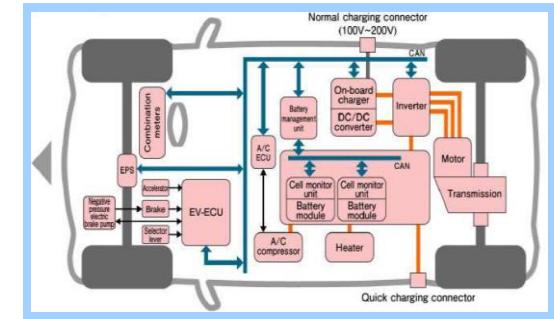 Normal charging connector
(100V~200V)
CAN
Combination
meters
Battery
management
unit
On-board
charger
DC/DC
converter
Inverter
A/C
ECU
EPS
CAN
Motor
Accelerator
Cell monitor
unit
Battery
module
Cell monitor
unit
Battery
module
Transmission
Negative
pressure
electric
brake pump
Brake
EV-ECU
Selector
lever
A/C
compressor
Heater
Quick charging connector